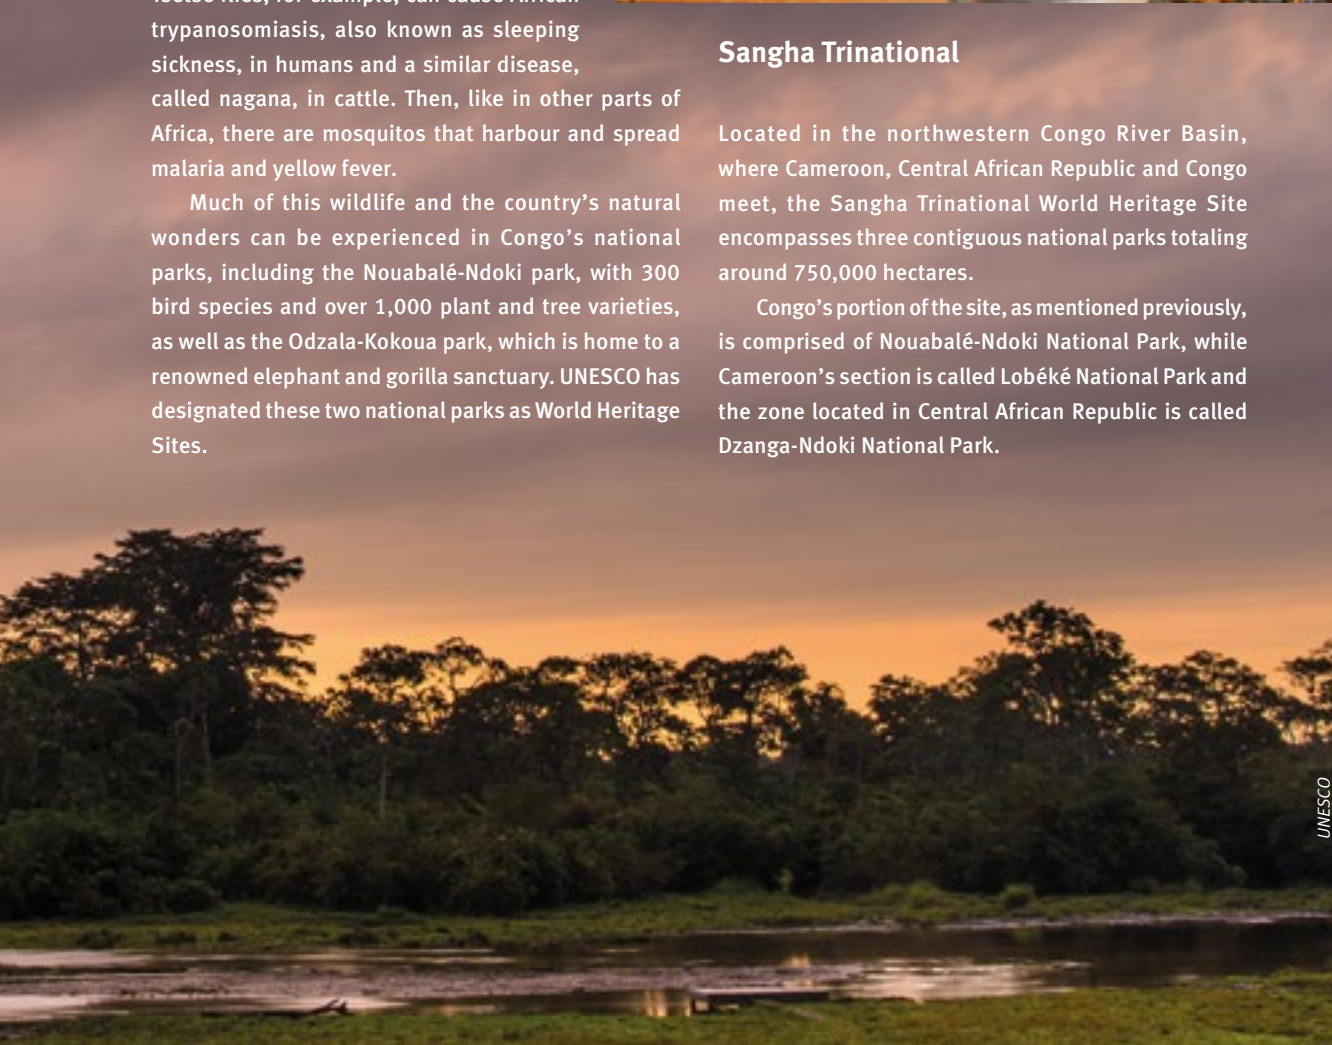 trypanosomiasis, also known as sleeping
sickness, in humans and a similar disease,
called nagana, in cattle. Then, like in other parts of
Africa, there are mosquitos that harbour and spread
malaria and yellow fever.
Much of this wildlife and the country's natural
wonders can be experienced in Congo's national
parks, including the Nouabalé-Ndoki park, with 300
bird species and over 1,000 plant and tree varieties,
as well as the Odzala-Kokoua park, which is home to a
renowned elephant and gorilla sanctuary. UNESCO has
designated these two national parks as World Heritage
Sites.
Sangha Trinational
Located in the northwestern Congo River Basin,
where Cameroon, Central African Republic and Congo
meet, the Sangha Trinational World Heritage Site
encompasses three contiguous national parks totaling
around 750,000 hectares.
Congo's portion of the site, as mentioned previously,
is comprised of Nouabalé-Ndoki National Park, while
Cameroon's section is called Lobéké National Park and
the zone located in Central African Republic is called
Dzanga-Ndoki National Park.
UNESCO